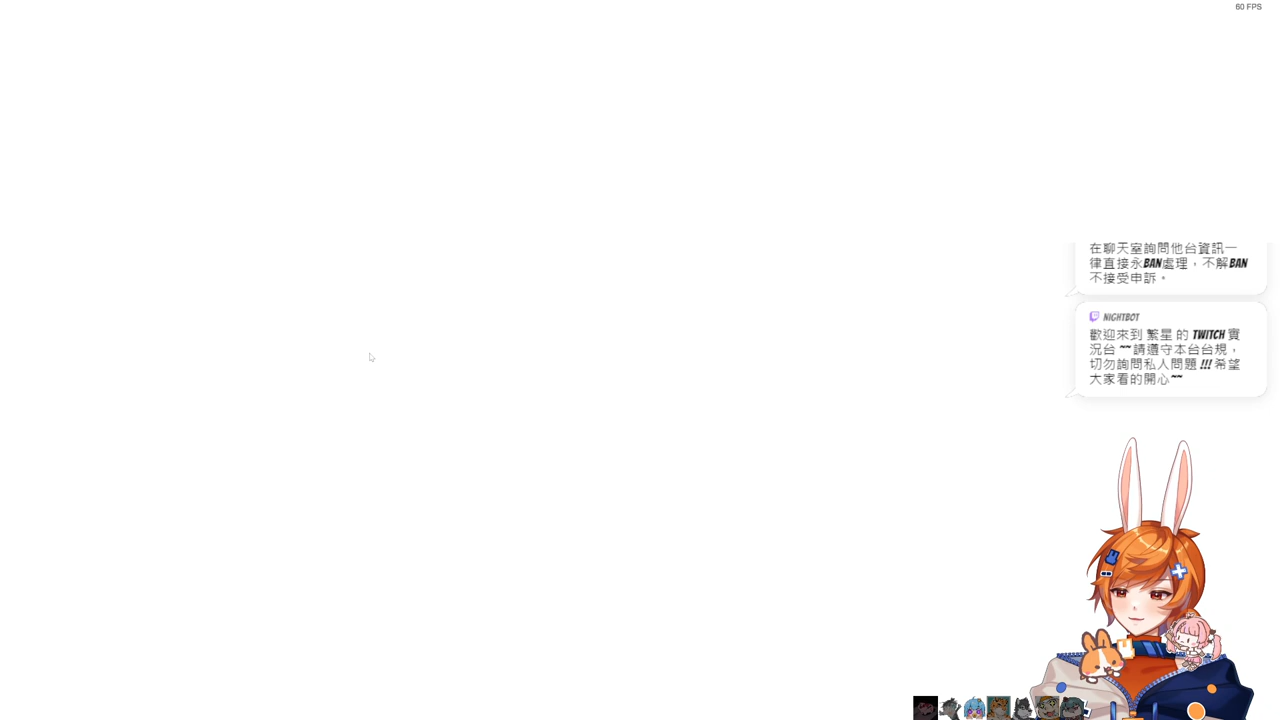 60 FPS
在聊天室詢問他台資訊一
律直接永BAN處理，不解BAN
不接受申訴。
NIGHTBOT
歡迎來到 繁星 的 TWITCH 實
況台 ~~ 請遵守本台台規，
切勿詢問私人問題 !!! 希望
大家看的開心~~